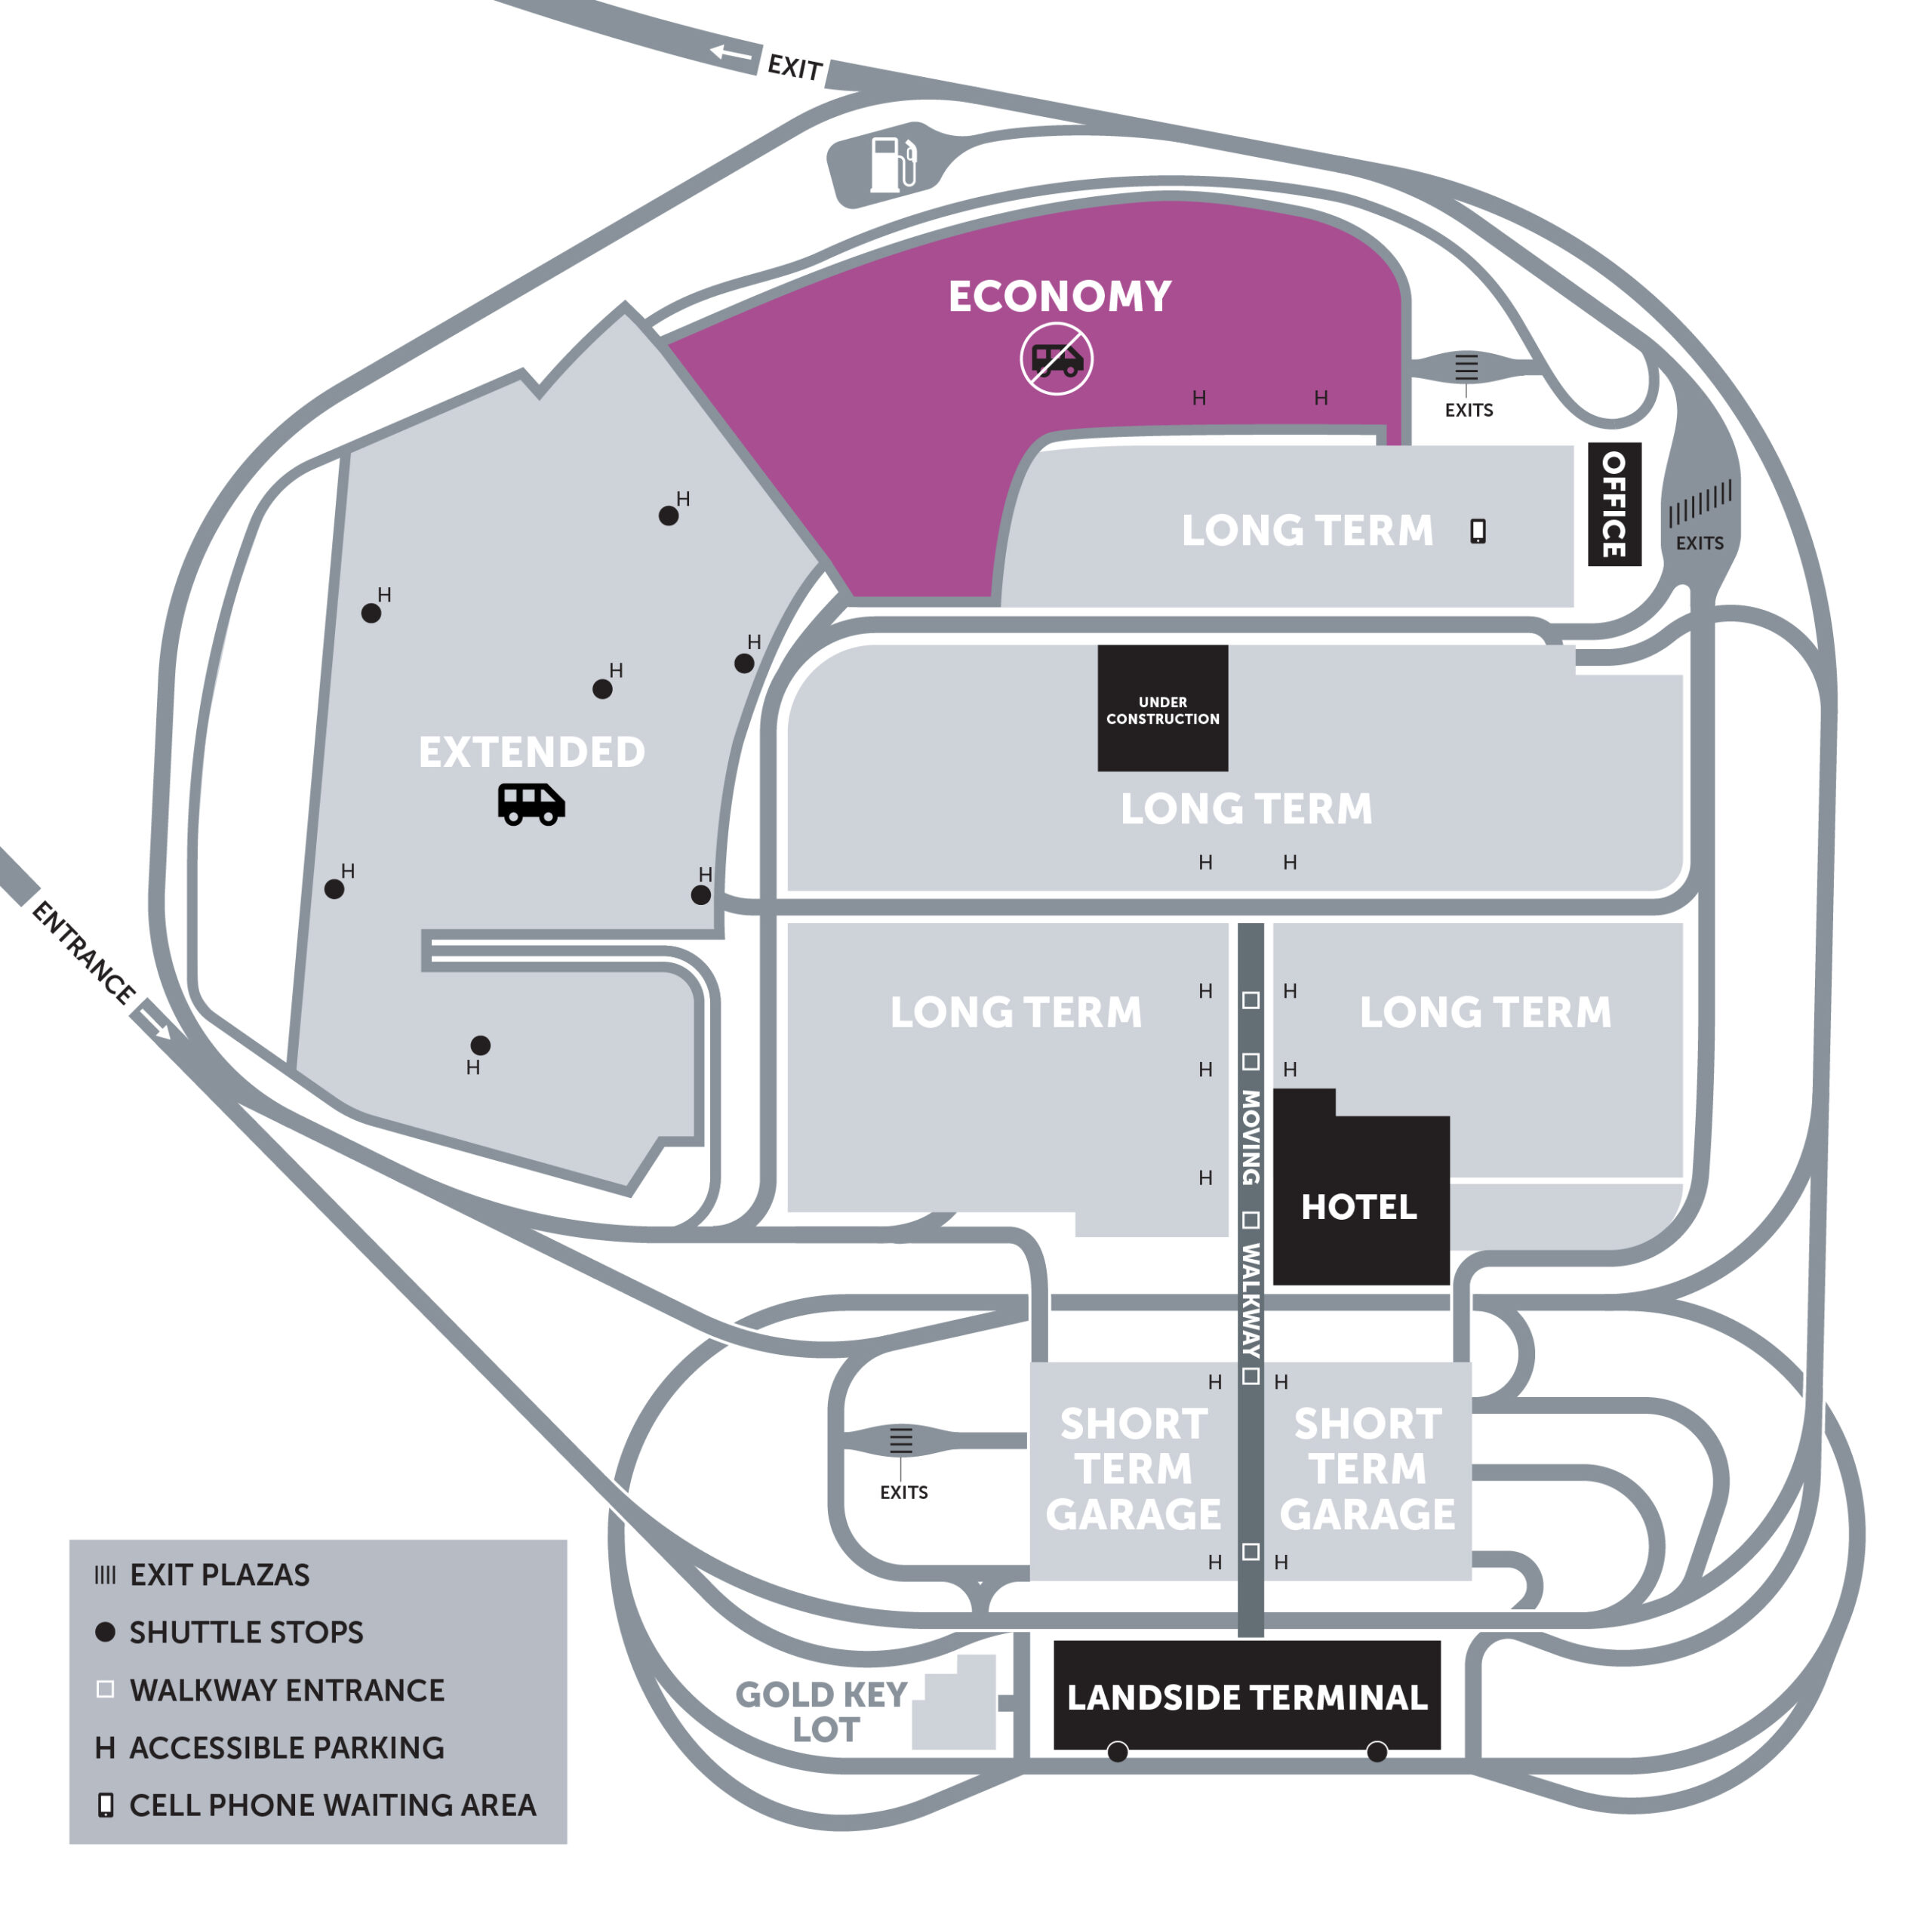 EXIT
ECONOMY
H H
EXITS
OFFICE
LONG TERM
EXITS
H
H
H
H
EXTENDED
UNDER
CONSTRUCTION
LONG TERM
H H
H
H
ENTRANCE
LONG TERM
LONG TERM
H H
H H
H
H
MOVING WALKWAY
HOTEL
H H
SHORT
TERM
GARAGE
SHORT
TERM
GARAGE
H H
EXITS
GOLD KEY
LOT
LANDSIDE TERMINAL
EXIT PLAZAS
SHUTTLE STOPS
WALKWAY ENTRANCE
H ACCESSIBLE PARKING
CELL PHONE WAITING AREA